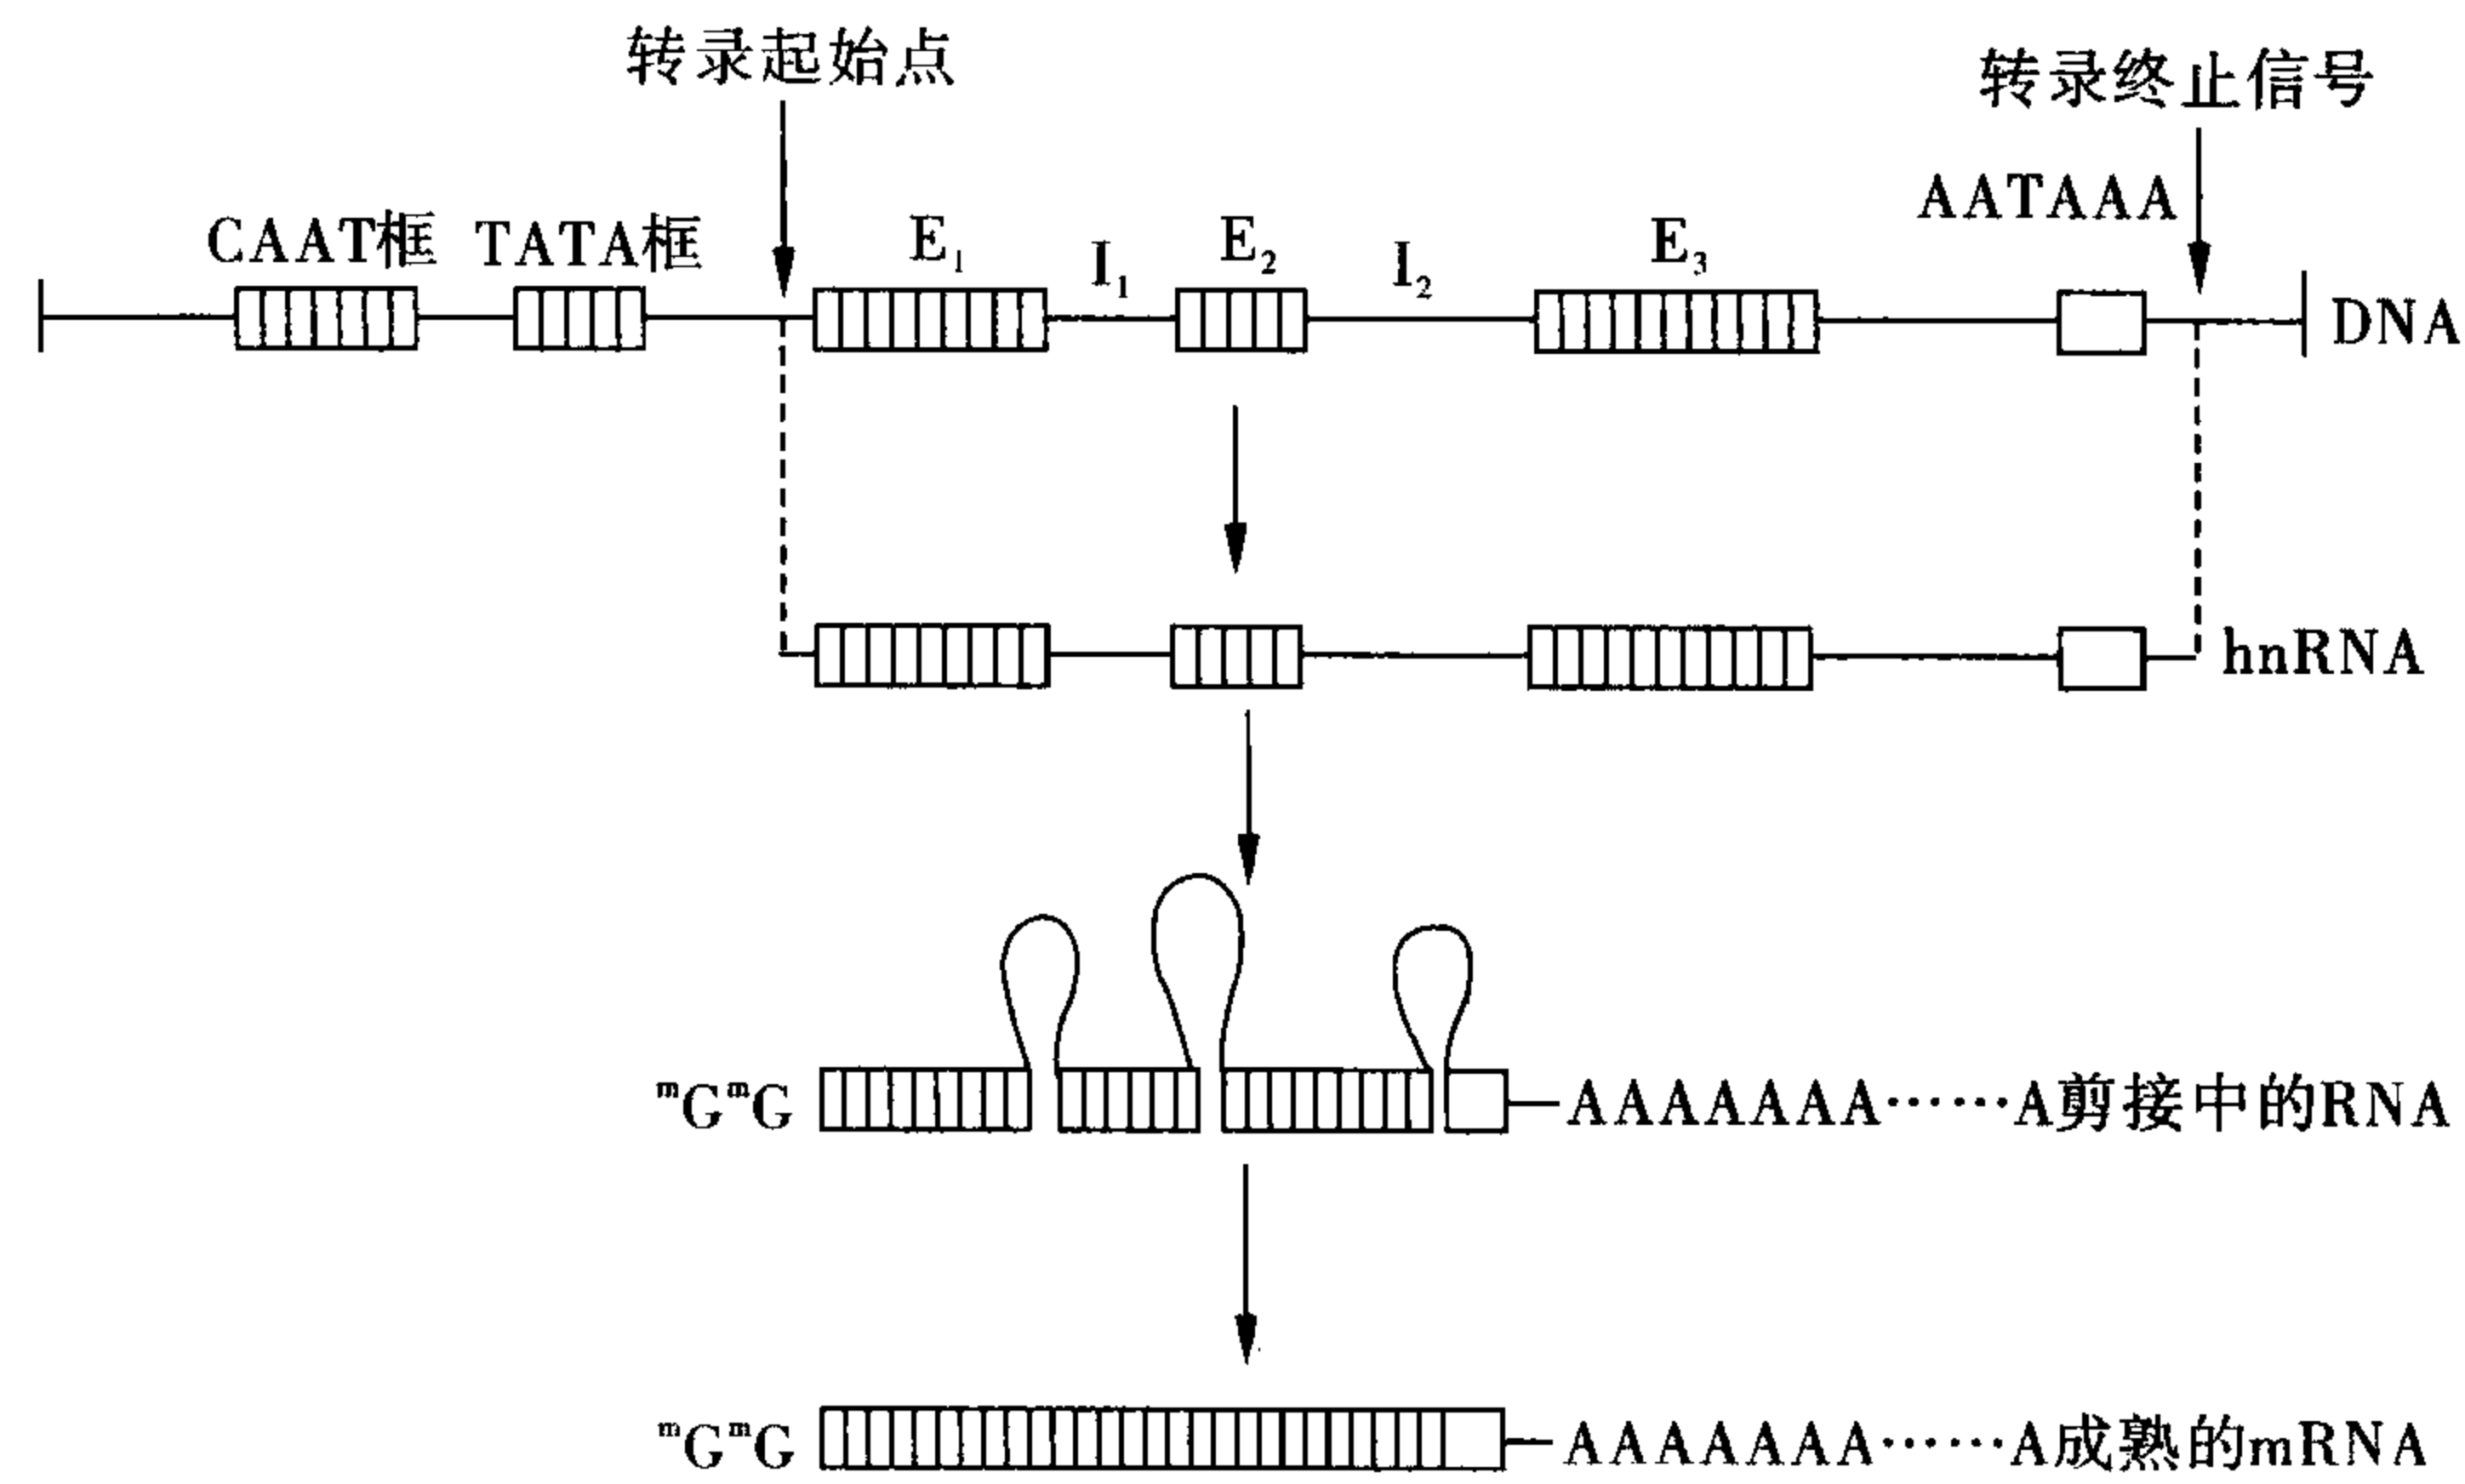 转录起始点
转录终止信号
AATAAA
CAAT框 TATA框 E₁ I₁ E₂ I₂ E₃
DNA
hnRNA
ᵐGᵐG AAAAAAA······A剪接中的RNA
ᵐGᵐG AAAAAAA······A成熟的mRNA